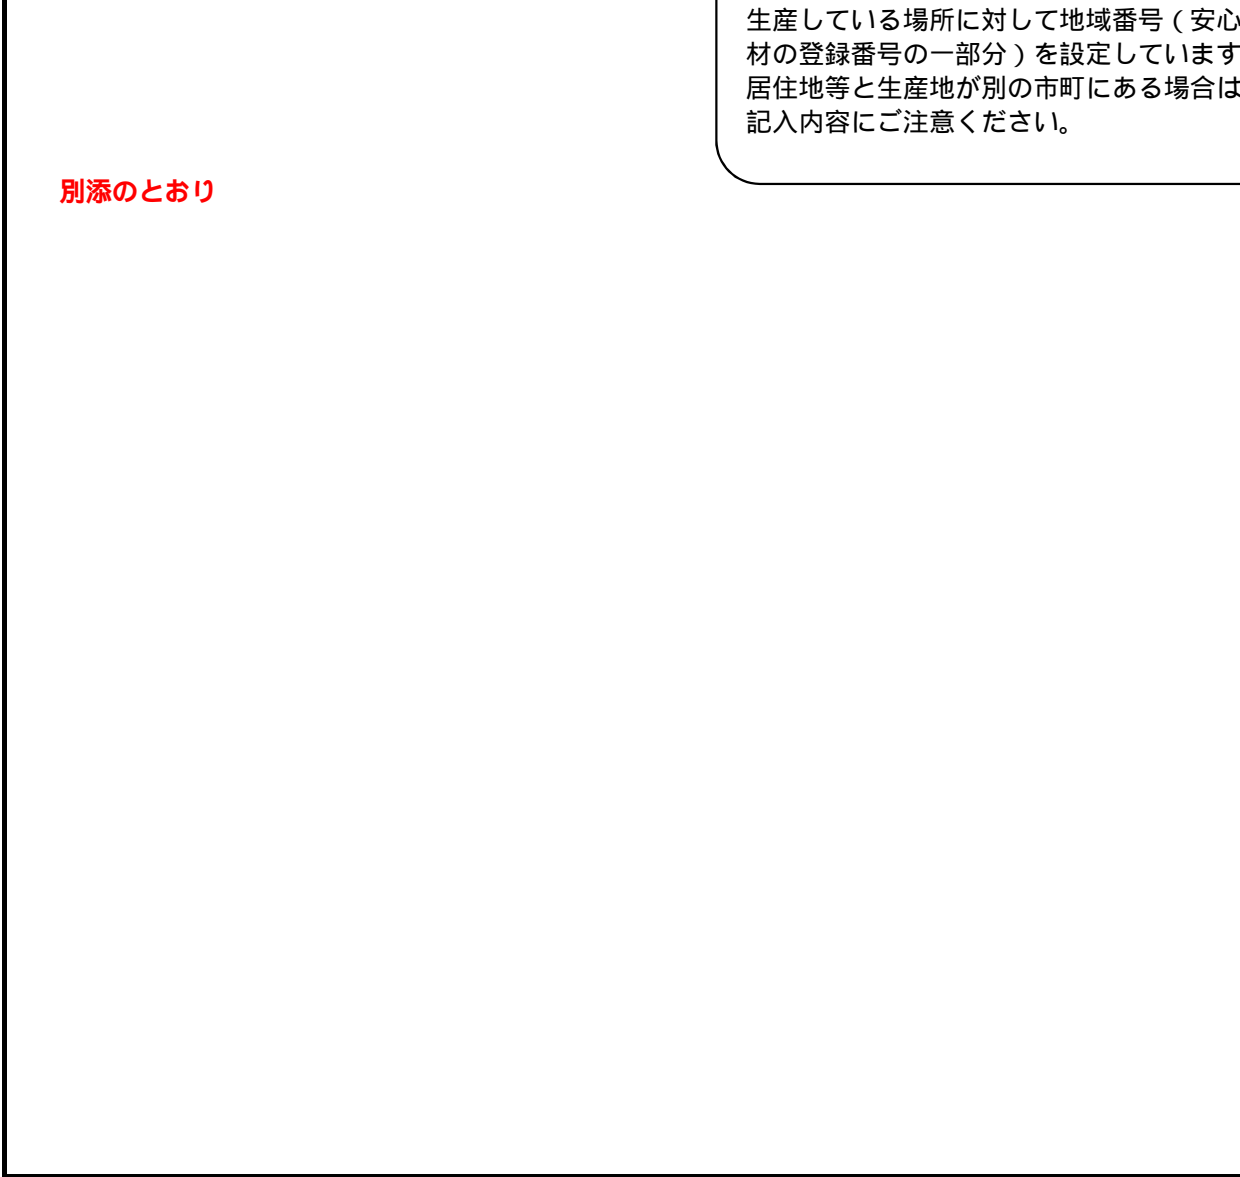 生産している場所に対して地域番号（安心
材の登録番号の一部分）を設定しています
居住地等と生産地が別の市町にある場合は
記入内容にご注意ください。
別添のとおり